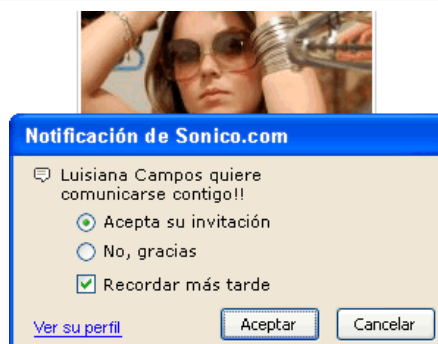 Notificación de Sonico.com
Luisiana Campos quiere
comunicarse contigo!!
Acepta su invitación
No, gracias
Recordar más tarde
Ver su perfil
Aceptar
Cancelar